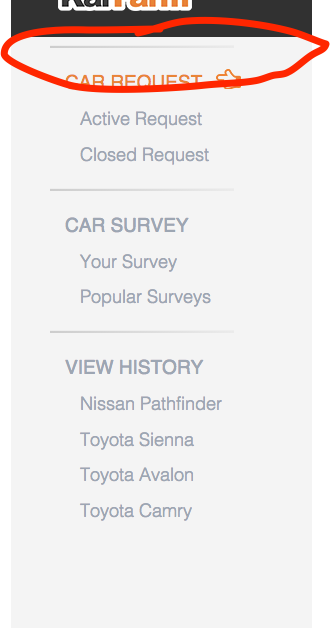 KarFarm
CAR REQUEST
Active Request
Closed Request
CAR SURVEY
Your Survey
Popular Surveys
VIEW HISTORY
Nissan Pathfinder
Toyota Sienna
Toyota Avalon
Toyota Camry